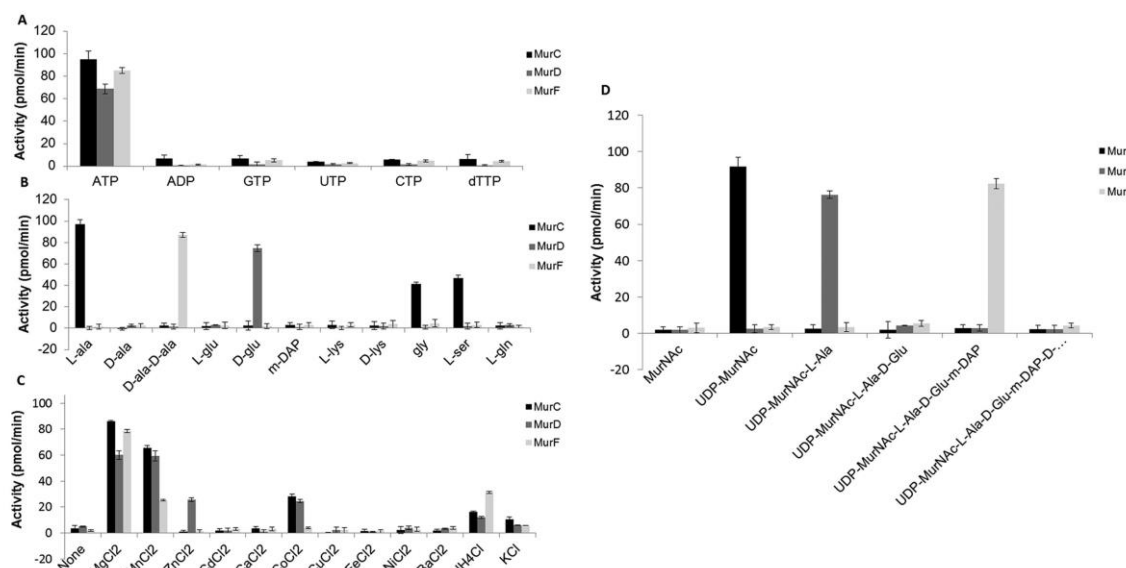 A
Activity (pmol/min)
120
100
80
60
40
20
0
ATP
ADP
GTP
UTP
CTP
dTTP
MurC
MurD
MurF
B
Activity (pmol/min)
120
100
80
60
40
20
0
-20
L-ala
D-ala
D-ala-D-ala
L-glu
D-glu
m-DAP
L-lys
D-lys
gly
L-ser
L-gln
MurC
MurD
MurF
C
Activity (pmol/min)
100
80
60
40
20
0
-20
None
MgCl2
MnCl2
ZnCl2
CdCl2
CaCl2
CoCl2
CuCl2
FeCl2
NiCl2
BaCl2
NH4Cl
KCl
MurC
MurD
MurF
D
Activity (pmol/min)
120
100
80
60
40
20
0
-20
MurNAc
UDP-MurNAc
UDP-MurNAc-L-Ala
UDP-MurNAc-L-Ala-D-Glu
UDP-MurNAc-L-Ala-D-Glu-m-DAP
UDP-MurNAc-L-Ala-D-Glu-m-DAP-D-…
Mur
Mur
Mur